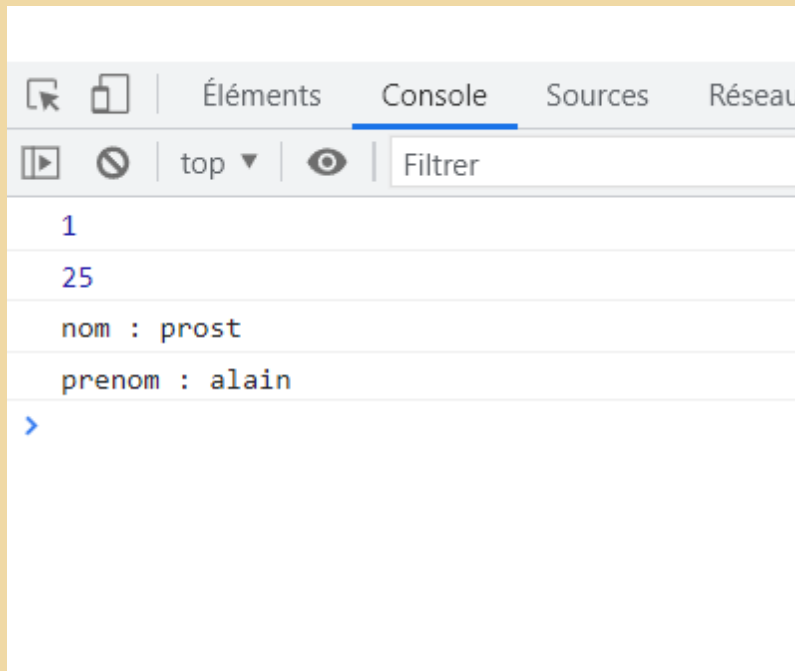 Éléments Console Sources Réseau
top ▼ Filtrer
1
25
nom : prost
prenom : alain
>